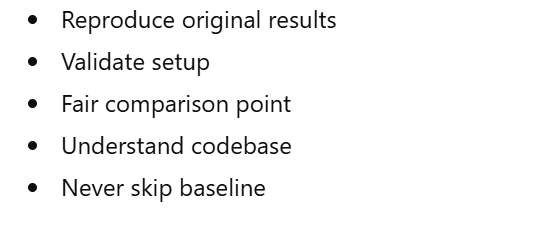 • Reproduce original results
• Validate setup
• Fair comparison point
• Understand codebase
• Never skip baseline